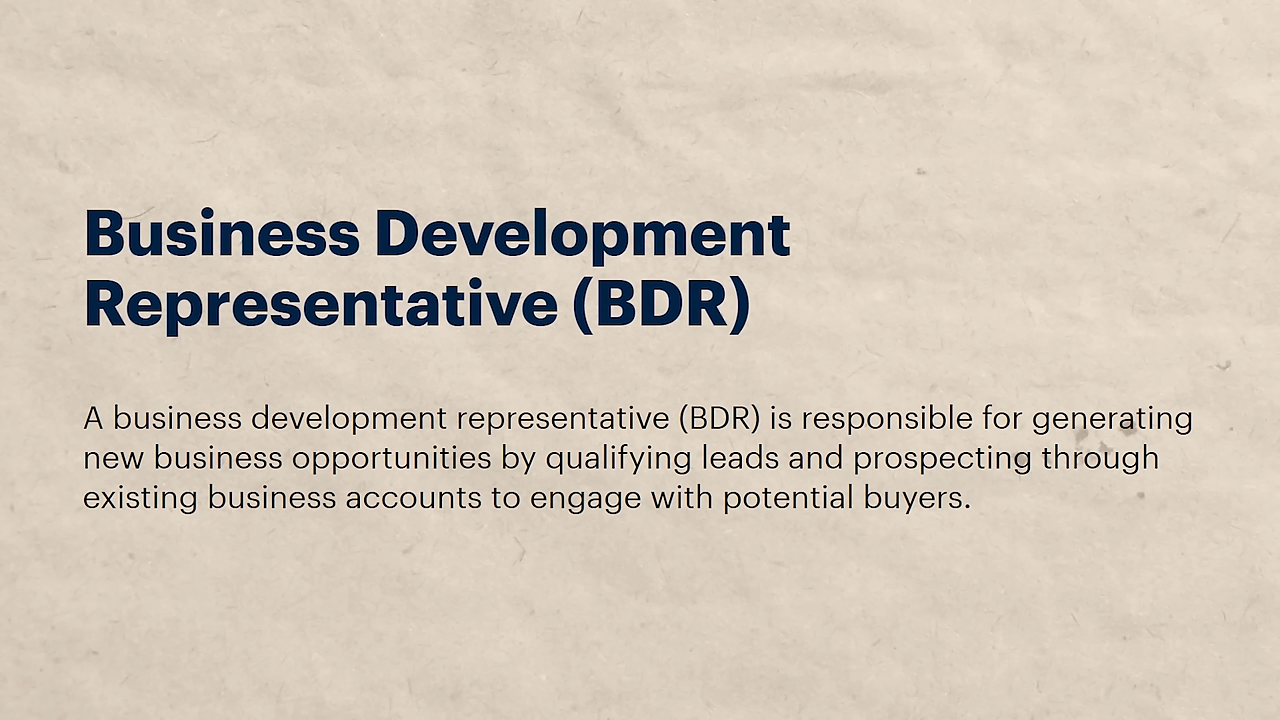 Business Development
Representative (BDR)
A business development representative (BDR) is responsible for generating
new business opportunities by qualifying leads and prospecting through
existing business accounts to engage with potential buyers.